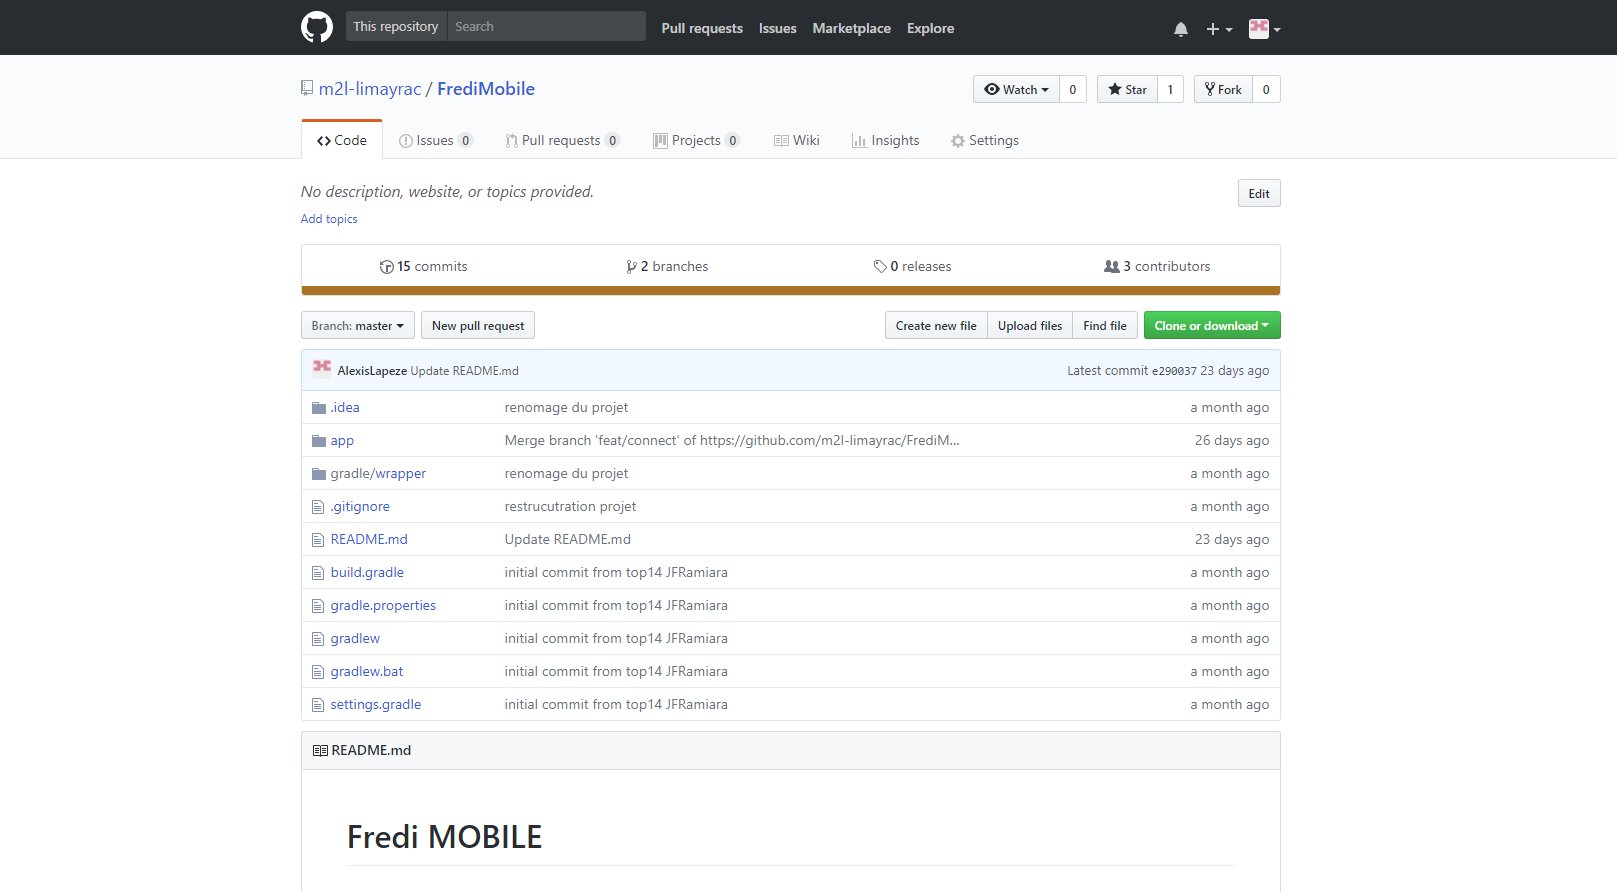 This repository Search Pull requests Issues Marketplace Explore
m2l-limayrac / FrediMobile Watch 0 Star 1 Fork 0
Code Issues 0 Pull requests 0 Projects 0 Wiki Insights Settings
No description, website, or topics provided. Edit
Add topics
15 commits 2 branches 0 releases 3 contributors
Branch: master New pull request Create new file Upload files Find file Clone or download
AlexisLapeze Update README.md Latest commit e290037 23 days ago
.idea renomage du projet a month ago
app Merge branch 'feat/connect' of https://github.com/m2l-limayrac/FrediM... 26 days ago
gradle/wrapper renomage du projet a month ago
.gitignore restrucutration projet a month ago
README.md Update README.md 23 days ago
build.gradle initial commit from top14 JFRamiara a month ago
gradle.properties initial commit from top14 JFRamiara a month ago
gradlew initial commit from top14 JFRamiara a month ago
gradlew.bat initial commit from top14 JFRamiara a month ago
settings.gradle initial commit from top14 JFRamiara a month ago
README.md
Fredi MOBILE